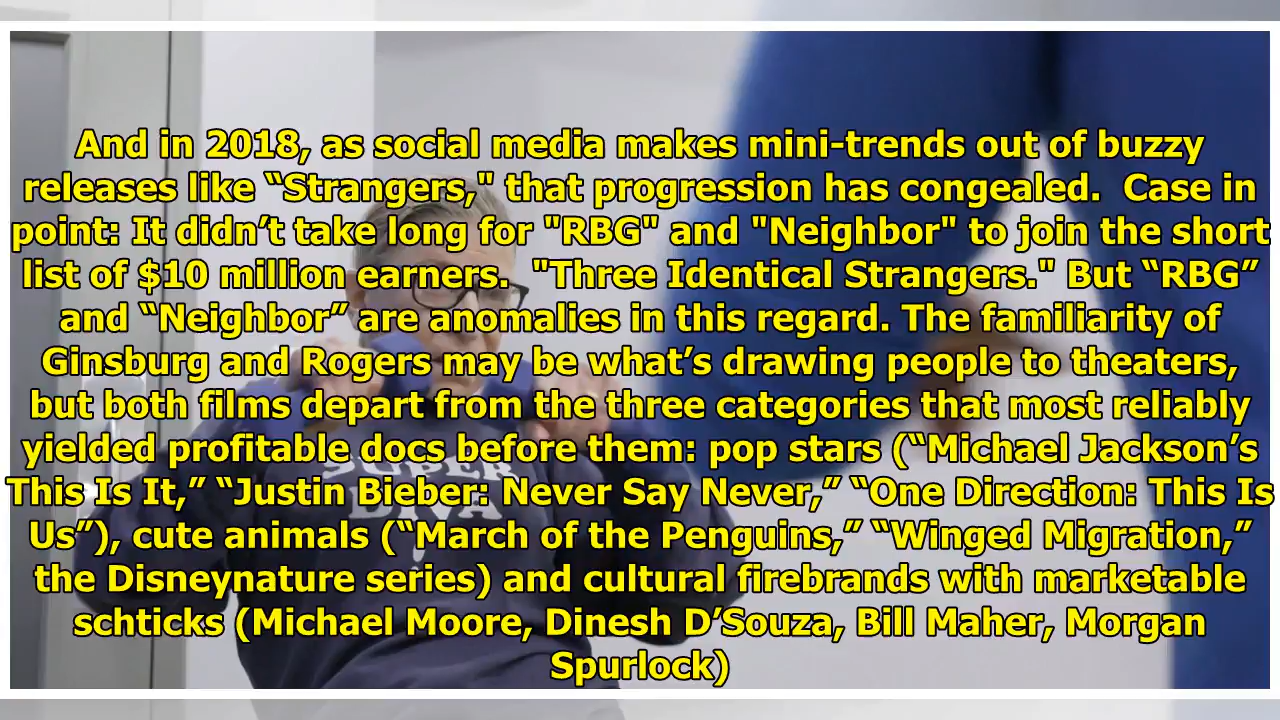 And in 2018, as social media makes mini-trends out of buzzy
releases like “Strangers," that progression has congealed.  Case in
point: It didn’t take long for "RBG" and "Neighbor" to join the short
list of $10 million earners.  "Three Identical Strangers." But “RBG”
and “Neighbor” are anomalies in this regard. The familiarity of
Ginsburg and Rogers may be what’s drawing people to theaters,
but both films depart from the three categories that most reliably
yielded profitable docs before them: pop stars (“Michael Jackson’s
This Is It,” “Justin Bieber: Never Say Never,” “One Direction: This Is
Us”), cute animals (“March of the Penguins,” “Winged Migration,”
the Disneynature series) and cultural firebrands with marketable
schticks (Michael Moore, Dinesh D’Souza, Bill Maher, Morgan
Spurlock)
SUPER
DIVA
!